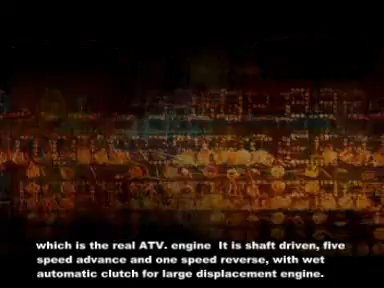 which is the real ATV. engine  It is shaft driven, five
speed advance and one speed reverse, with wet
automatic clutch for large displacement engine.